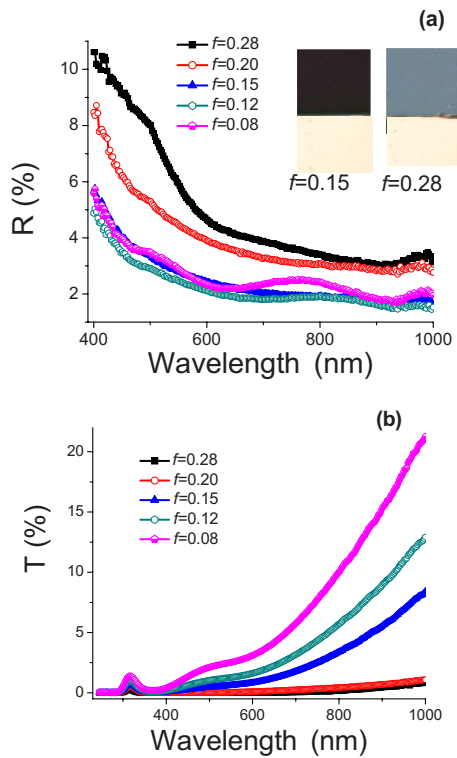 (a)
f=0.28
f=0.20
f=0.15
f=0.12
f=0.08
f=0.15
f=0.28
R (%)
10
8
6
4
2
400
600
800
1000
Wavelength (nm)
(b)
f=0.28
f=0.20
f=0.15
f=0.12
f=0.08
T (%)
20
15
10
5
0
400
600
800
1000
Wavelength (nm)